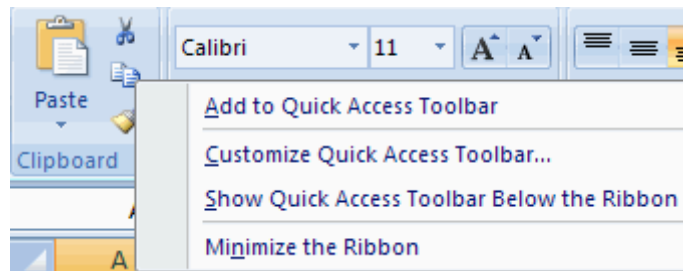 Calibri 11 A A
Paste
Add to Quick Access Toolbar
Clipboard
Customize Quick Access Toolbar...
Show Quick Access Toolbar Below the Ribbon
Minimize the Ribbon
A